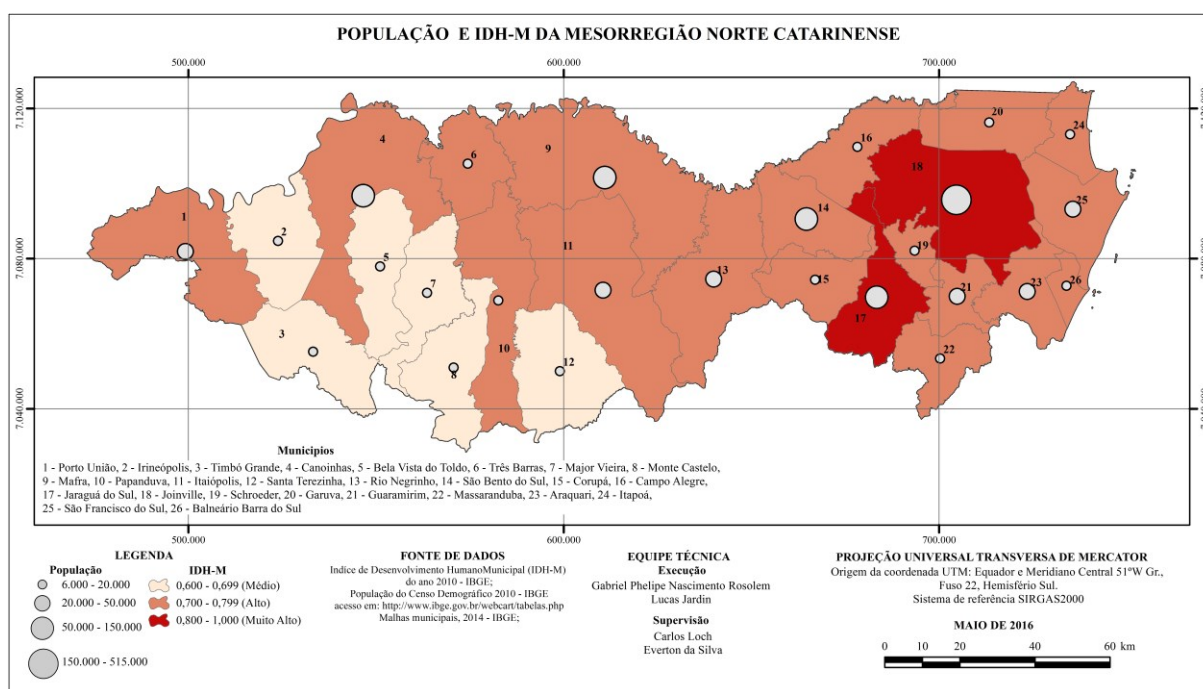 POPULAÇÃO E IDH-M DA MESORREGIÃO NORTE CATARINENSE
500.000 600.000 700.000
7.120.000 7.120.000
7.080.000 7.080.000
7.040.000 7.040.000
20
24
16
4
6
9
18
1
14
25
2
11
19
5
13
15
26
7
21
23
17
3
10
22
12
8
Municipios
1 - Porto União, 2 - Irineópolis, 3 - Timbó Grande, 4 - Canoinhas, 5 - Bela Vista do Toldo, 6 - Três Barras, 7 - Major Vieira, 8 - Monte Castelo,
9 - Mafra, 10 - Papanduva, 11 - Itaiópolis, 12 - Santa Terezinha, 13 - Rio Negrinho, 14 - São Bento do Sul, 15 - Corupá, 16 - Campo Alegre,
17 - Jaraguá do Sul, 18 - Joinville, 19 - Schroeder, 20 - Garuva, 21 - Guaramirim, 22 - Massaranduba, 23 - Araquari, 24 - Itapoá,
25 - São Francisco do Sul, 26 - Balneário Barra do Sul
500.000 600.000 700.000
LEGENDA
População
6.000 - 20.000
20.000 - 50.000
50.000 - 150.000
150.000 - 515.000
IDH-M
0,600 - 0,699 (Médio)
0,700 - 0,799 (Alto)
0,800 - 1,000 (Muito Alto)
FONTE DE DADOS
Indice de Desenvolvimento HumanoMunicipal (IDH-M)
do ano 2010 - IBGE;
População do Censo Demográfico 2010 - IBGE
acesso em: http://www.ibge.gov.br/webcart/tabelas.php
Malhas municipais, 2014 - IBGE;
EQUIPE TÉCNICA
Execução
Gabriel Phelipe Nascimento Rosolem
Lucas Jardin
Supervisão
Carlos Loch
Everton da Silva
PROJEÇÃO UNIVERSAL TRANSVERSA DE MERCATOR
Origem da coordenada UTM: Equador e Meridiano Central 51ºW Gr.,
Fuso 22, Hemisfério Sul.
Sistema de referência SIRGAS2000
MAIO DE 2016
0 10 20 40 60 km